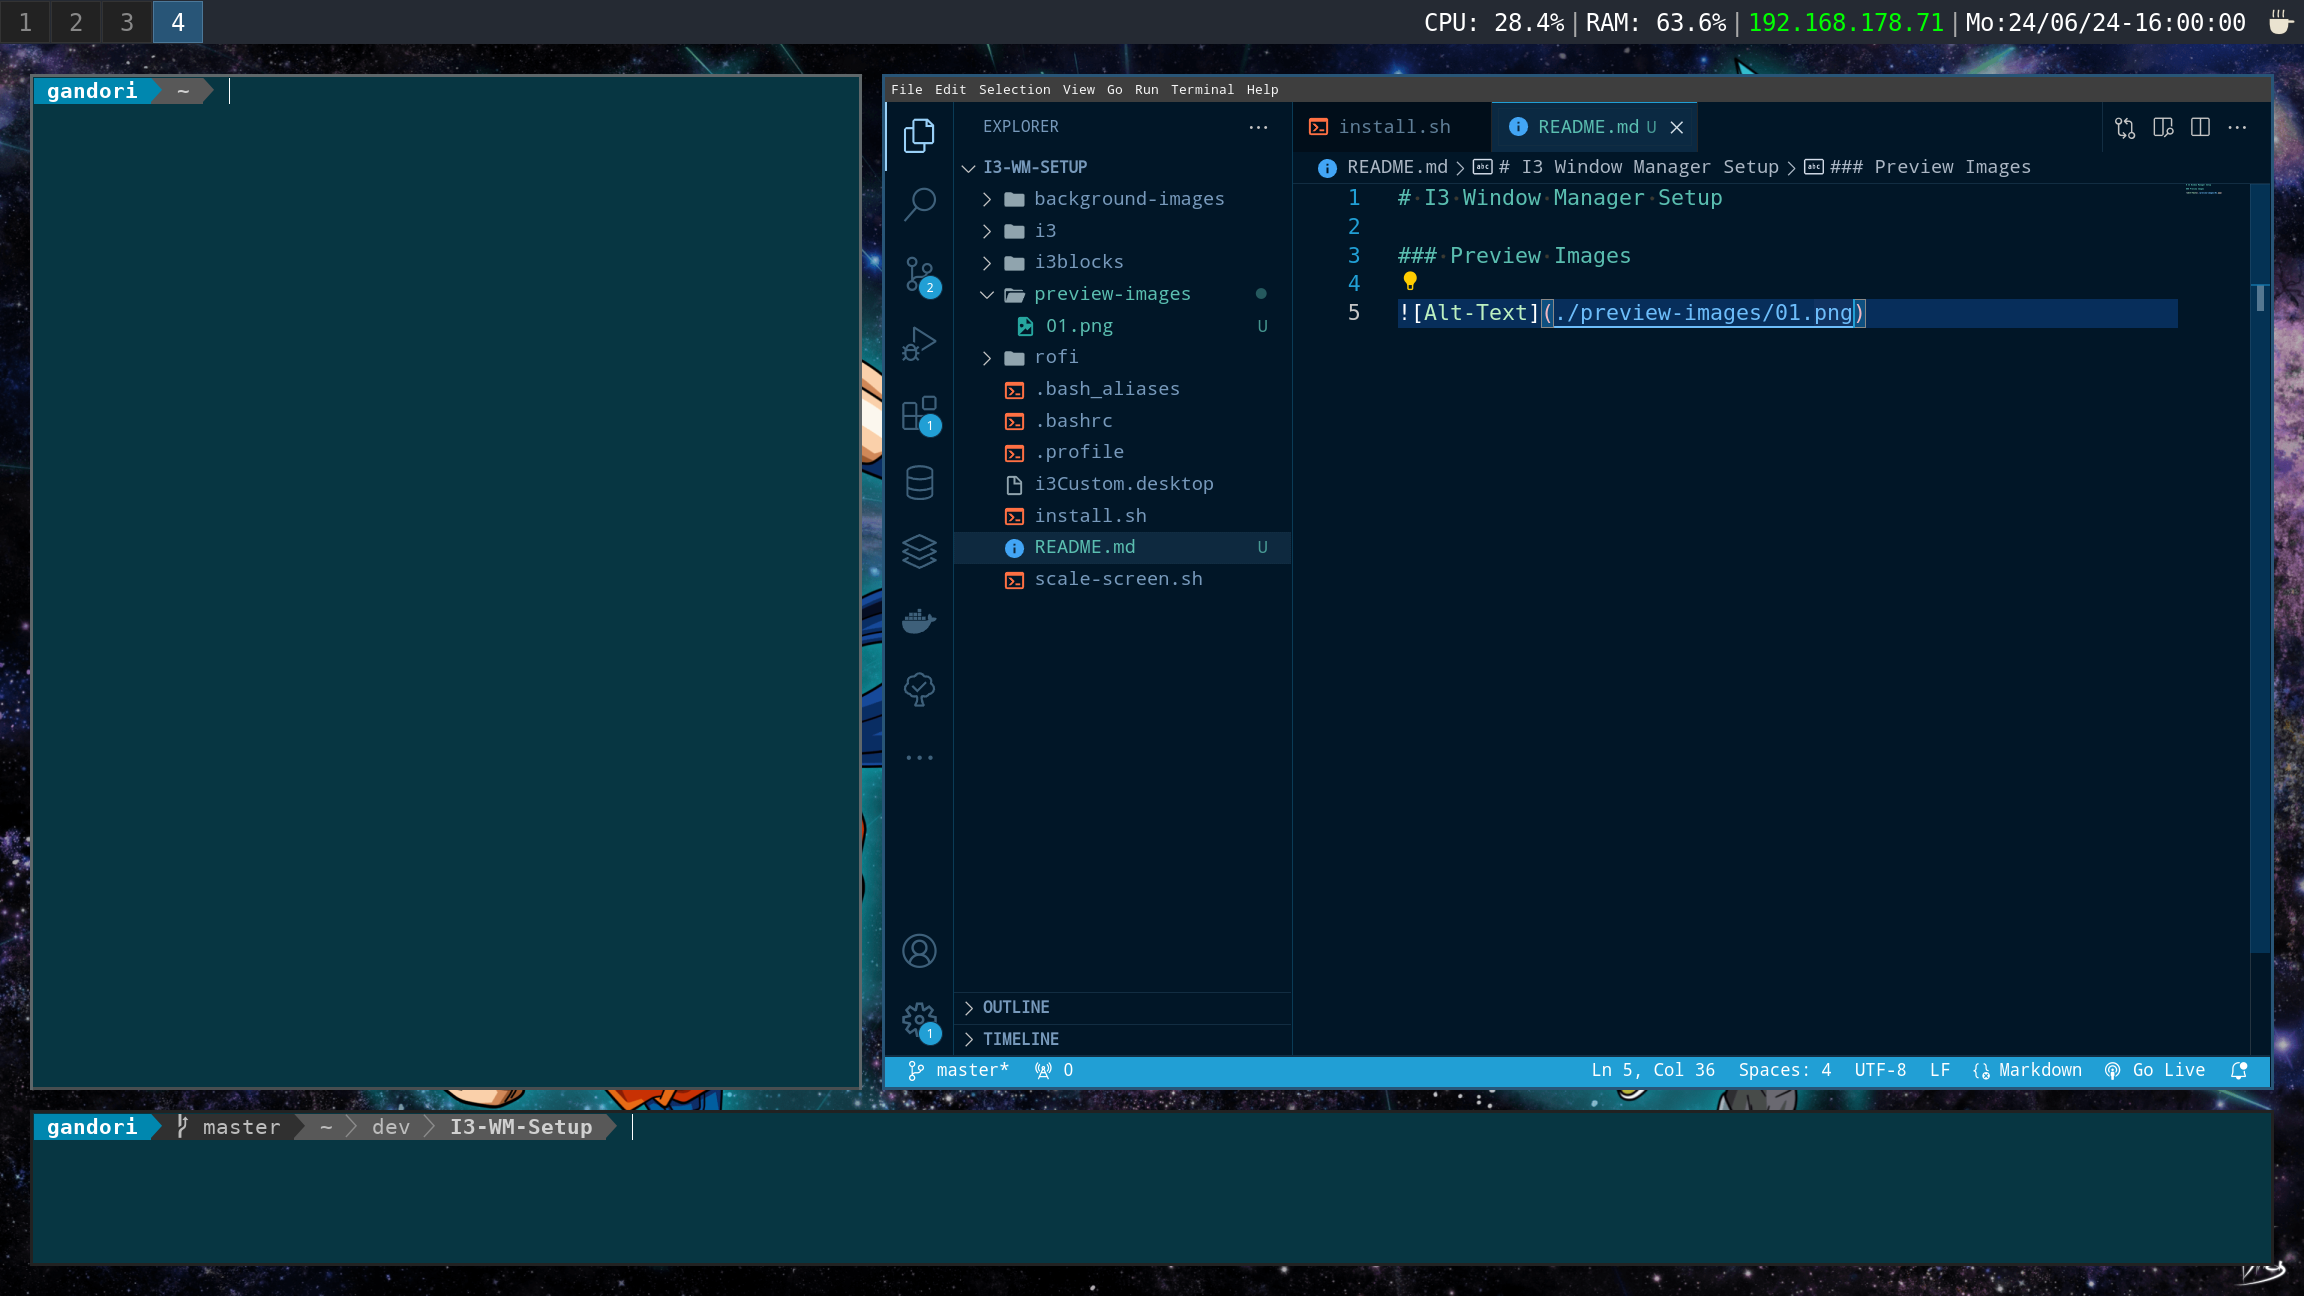 1 2 3 4 CPU: 28.4%|RAM: 63.6%|192.168.178.71|Mo:24/06/24-16:00:00
gandori ~
File Edit Selection View Go Run Terminal Help
EXPLORER
I3-WM-SETUP
background-images
i3
i3blocks
preview-images
01.png U
rofi
.bash_aliases
.bashrc
.profile
i3Custom.desktop
install.sh
README.md U
scale-screen.sh
2
1
1
OUTLINE
TIMELINE
install.sh README.md U
README.md > # I3 Window Manager Setup > ### Preview Images
1 # I3 Window Manager Setup
2
3 ### Preview Images
4
5 ![Alt-Text](./preview-images/01.png)
master* 0 Ln 5, Col 36 Spaces: 4 UTF-8 LF Markdown Go Live
gandori master ~ dev I3-WM-Setup